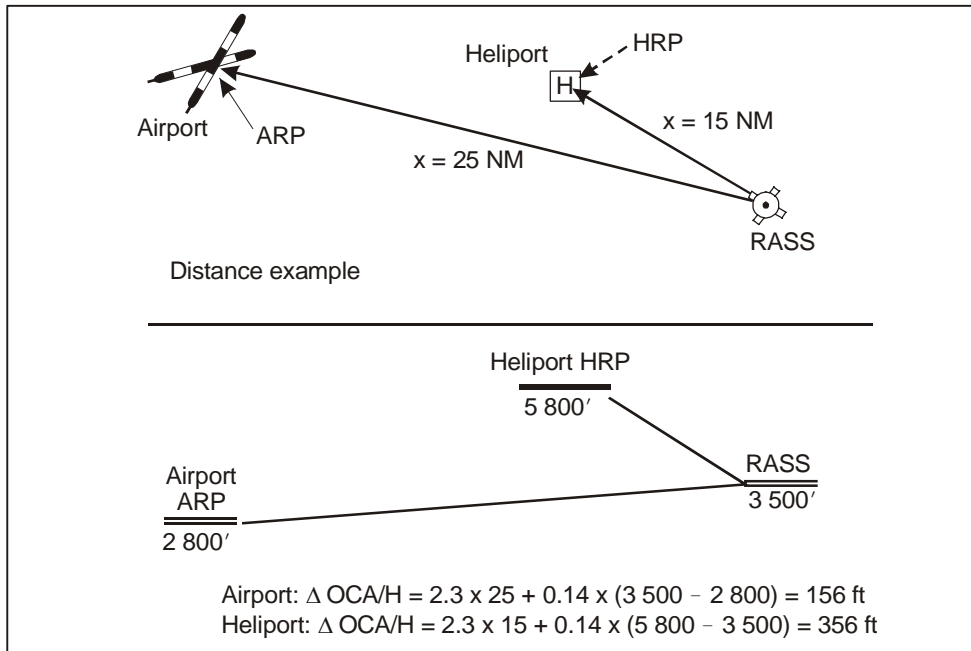 HRP
Heliport
H
Airport
ARP
x = 15 NM
x = 25 NM
RASS
Distance example
Heliport HRP
5 800′
Airport
ARP
2 800′
RASS
3 500′
Airport: Δ OCA/H = 2.3 x 25 + 0.14 x (3 500 − 2 800) = 156 ft
Heliport: Δ OCA/H = 2.3 x 15 + 0.14 x (5 800 − 3 500) = 356 ft